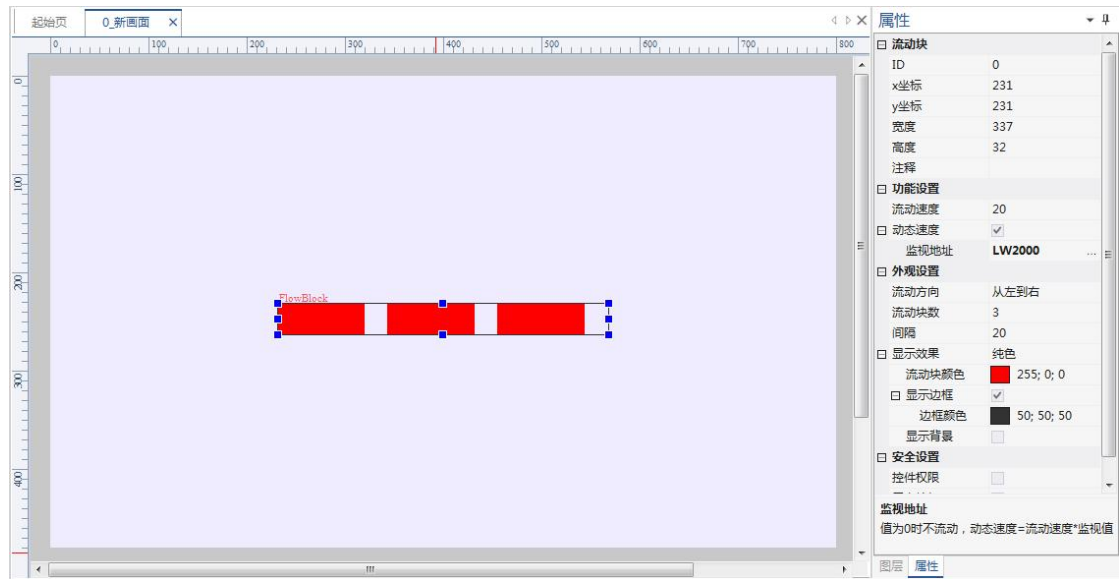 起始页 0_新画面
0 100 200 300 400 500 600 700 800
0
100
200
300
400
FlowBlock
属性
流动块
ID 0
x坐标 231
y坐标 231
宽度 337
高度 32
注释
功能设置
流动速度 20
动态速度
监视地址 LW2000 ...
外观设置
流动方向 从左到右
流动块数 3
间隔 20
显示效果 纯色
流动块颜色 255; 0; 0
显示边框
边框颜色 50; 50; 50
显示背景
安全设置
控件权限
监视地址
值为0时不流动，动态速度=流动速度*监视值
图层 属性